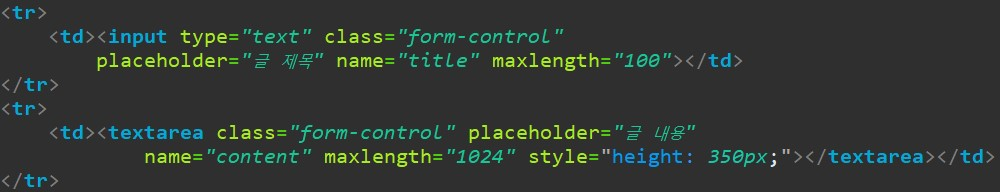 <tr>
<td><input type="text" class="form-control"
placeholder="글 제목" name="title" maxlength="100"></td>
</tr>
<tr>
<td><textarea class="form-control" placeholder="글 내용"
name="content" maxlength="1024" style="height: 350px;"></textarea></td>
</tr>